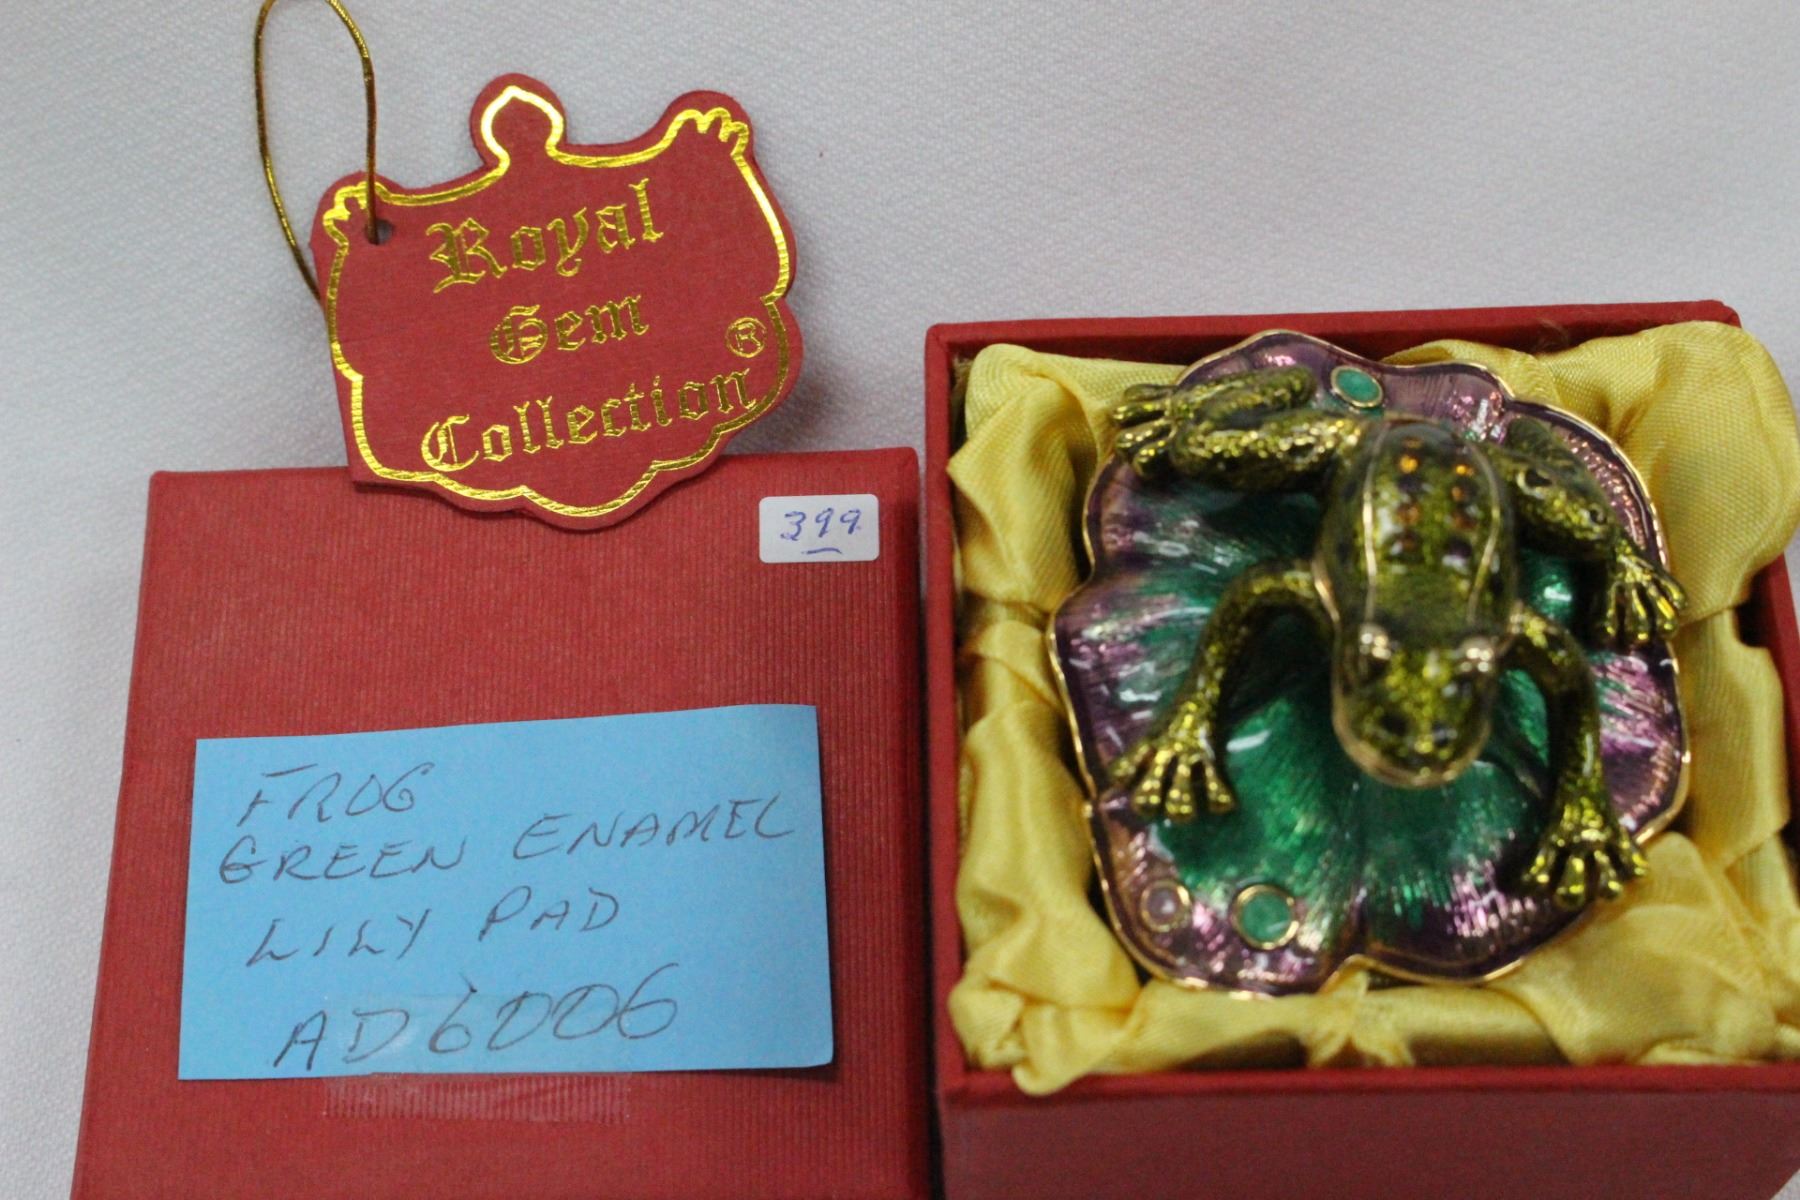 Royal
Gem ®
Collection
399
FROG
GREEN ENAMEL
LILY PAD
AD6006